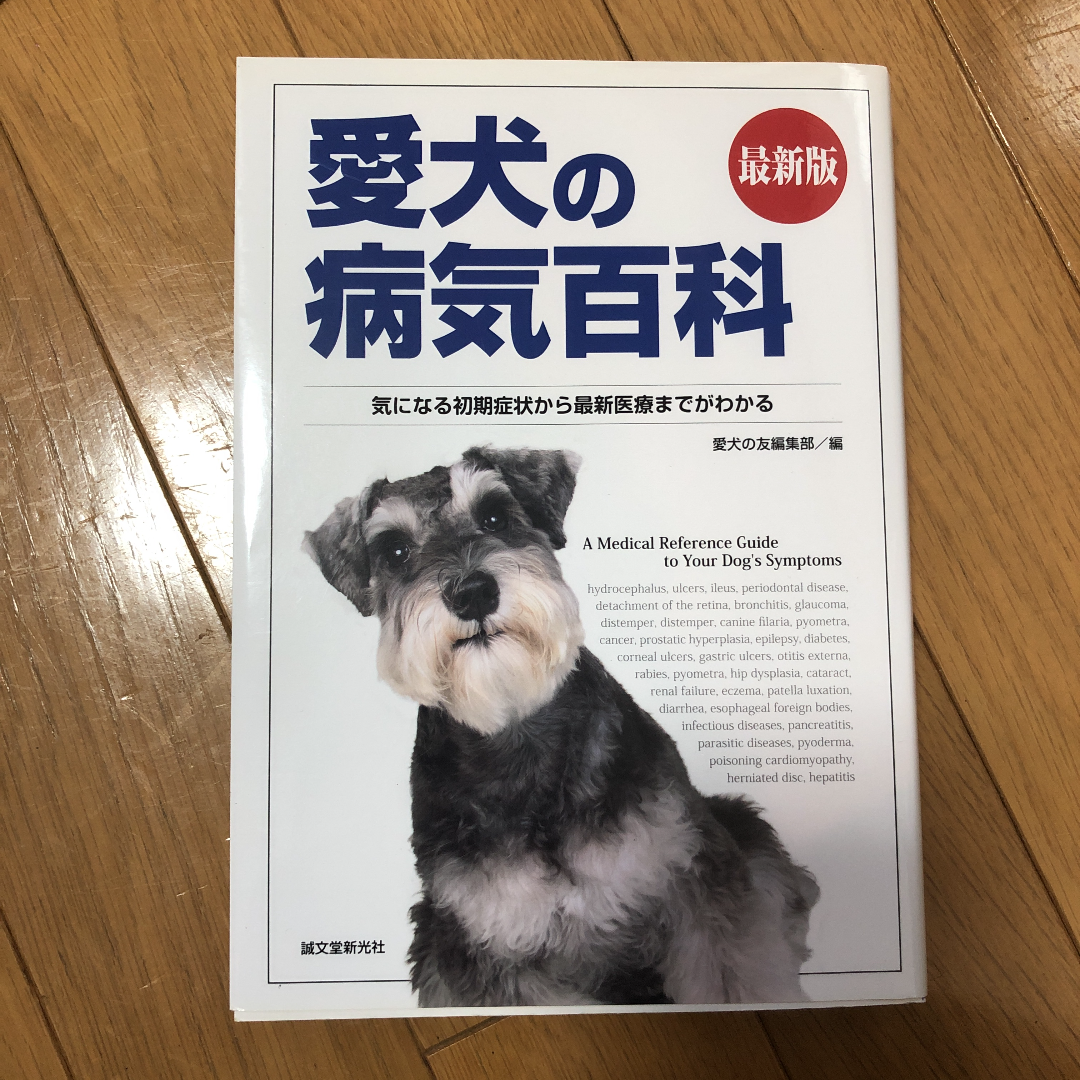 愛犬の
最新版
病気百科
気になる初期症状から最新医療までがわかる
愛犬の友編集部／編
A Medical Reference Guide
to Your Dog's Symptoms
hydrocephalus, ulcers, ileus, periodontal disease,
detachment of the retina, bronchitis, glaucoma,
distemper, distemper, canine filaria, pyometra,
cancer, prostatic hyperplasia, epilepsy, diabetes,
corneal ulcers, gastric ulcers, otitis externa,
rabies, pyometra, hip dysplasia, cataract,
renal failure, eczema, patella luxation,
diarrhea, esophageal foreign bodies,
infectious diseases, pancreatitis,
parasitic diseases, pyoderma,
poisoning cardiomyopathy,
herniated disc, hepatitis
誠文堂新光社